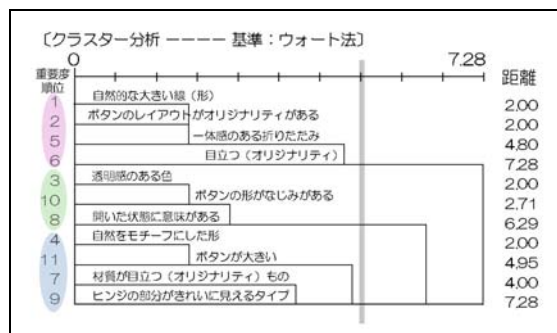 〔クラスター分析 ーーーー 基準：ウォート法〕
0 7.28
重要度順位 距離
1 自然的な大きい線（形） 2.00
2 ボタンのレイアウトがオリジナリティがある 2.00
5 一体感のある折りたたみ 4.80
6 目立つ（オリジナリティ） 7.28
3 透明感のある色 2.00
10 ボタンの形がなじみがある 2.71
8 開いた状態に意味がある 6.29
4 自然をモチーフにした形 2.00
11 ボタンが大きい 4.95
7 材質が目立つ（オリジナリティ）もの 4.00
9 ヒンジの部分がきれいに見えるタイプ 7.28